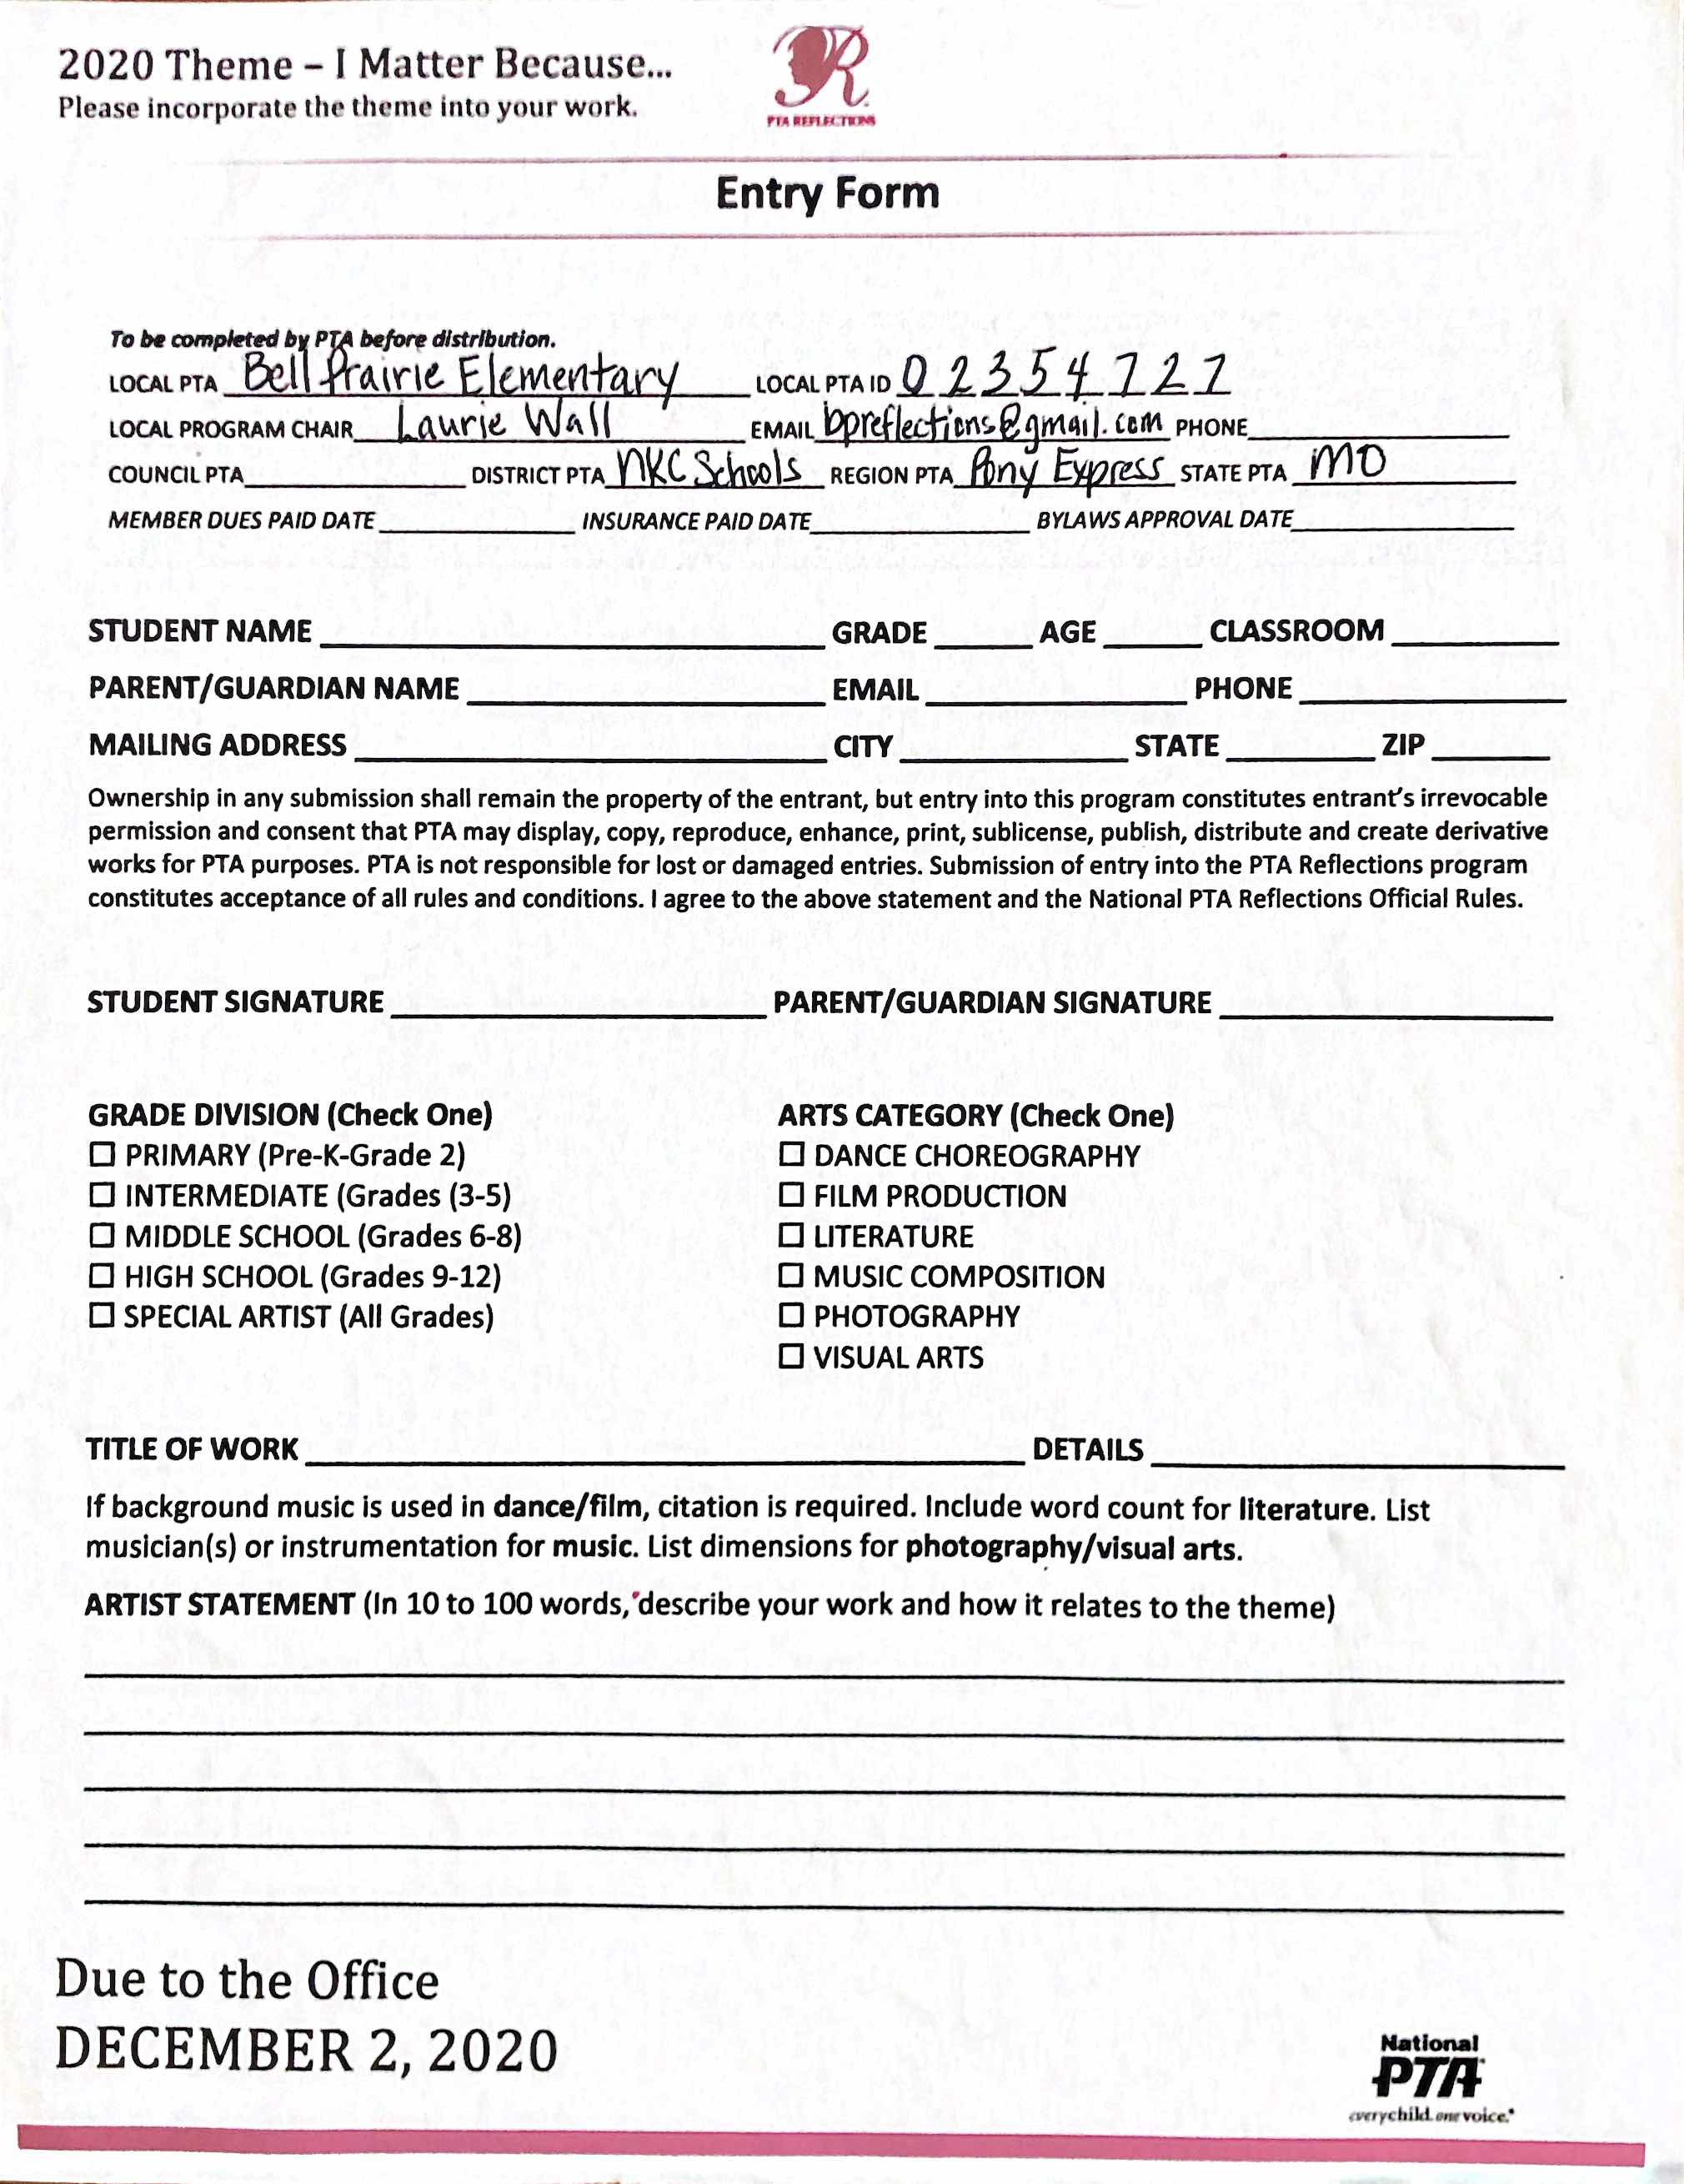 2020 Theme – I Matter Because...
Please incorporate the theme into your work.
R
PTA REFLECTIONS
Entry Form
To be completed by PTA before distribution.
LOCAL PTA Bell Prairie Elementary LOCAL PTA ID 02354727
LOCAL PROGRAM CHAIR Laurie Wall EMAIL bpreflections@gmail.com PHONE
COUNCIL PTA DISTRICT PTA NKC Schools REGION PTA Pony Express STATE PTA MO
MEMBER DUES PAID DATE INSURANCE PAID DATE BYLAWS APPROVAL DATE
STUDENT NAME GRADE AGE CLASSROOM
PARENT/GUARDIAN NAME EMAIL PHONE
MAILING ADDRESS CITY STATE ZIP
Ownership in any submission shall remain the property of the entrant, but entry into this program constitutes entrant's irrevocable
permission and consent that PTA may display, copy, reproduce, enhance, print, sublicense, publish, distribute and create derivative
works for PTA purposes. PTA is not responsible for lost or damaged entries. Submission of entry into the PTA Reflections program
constitutes acceptance of all rules and conditions. I agree to the above statement and the National PTA Reflections Official Rules.
STUDENT SIGNATURE PARENT/GUARDIAN SIGNATURE
GRADE DIVISION (Check One)
☐ PRIMARY (Pre-K-Grade 2)
☐ INTERMEDIATE (Grades (3-5)
☐ MIDDLE SCHOOL (Grades 6-8)
☐ HIGH SCHOOL (Grades 9-12)
☐ SPECIAL ARTIST (All Grades)
ARTS CATEGORY (Check One)
☐ DANCE CHOREOGRAPHY
☐ FILM PRODUCTION
☐ LITERATURE
☐ MUSIC COMPOSITION
☐ PHOTOGRAPHY
☐ VISUAL ARTS
TITLE OF WORK DETAILS
If background music is used in dance/film, citation is required. Include word count for literature. List
musician(s) or instrumentation for music. List dimensions for photography/visual arts.
ARTIST STATEMENT (In 10 to 100 words, describe your work and how it relates to the theme)
Due to the Office
DECEMBER 2, 2020
National
PTA
everychild. one voice.